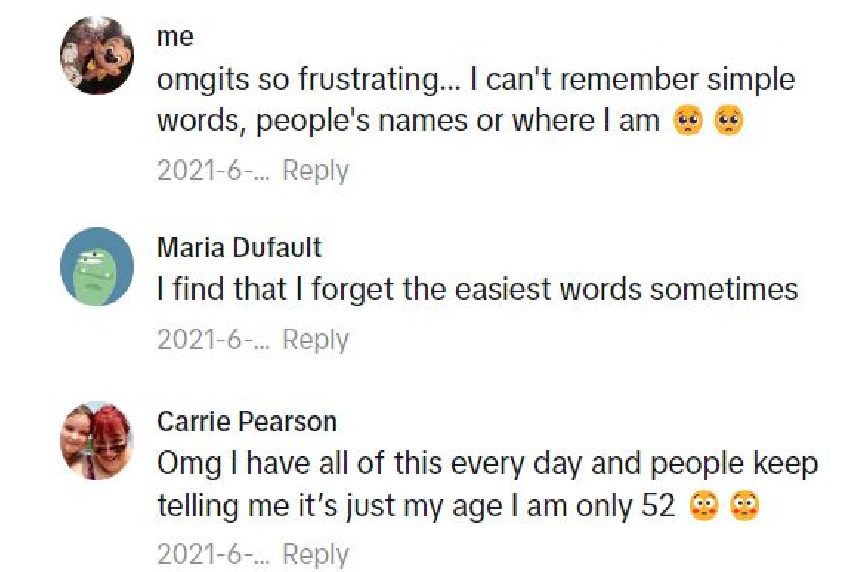 me
omgits so frustrating... I can't remember simple
words, people's names or where I am 🥺 🥺
2021-6-... Reply
Maria Dufault
I find that I forget the easiest words sometimes
2021-6-... Reply
Carrie Pearson
Omg I have all of this every day and people keep
telling me it’s just my age I am only 52 😳 😳
2021-6-... Reply